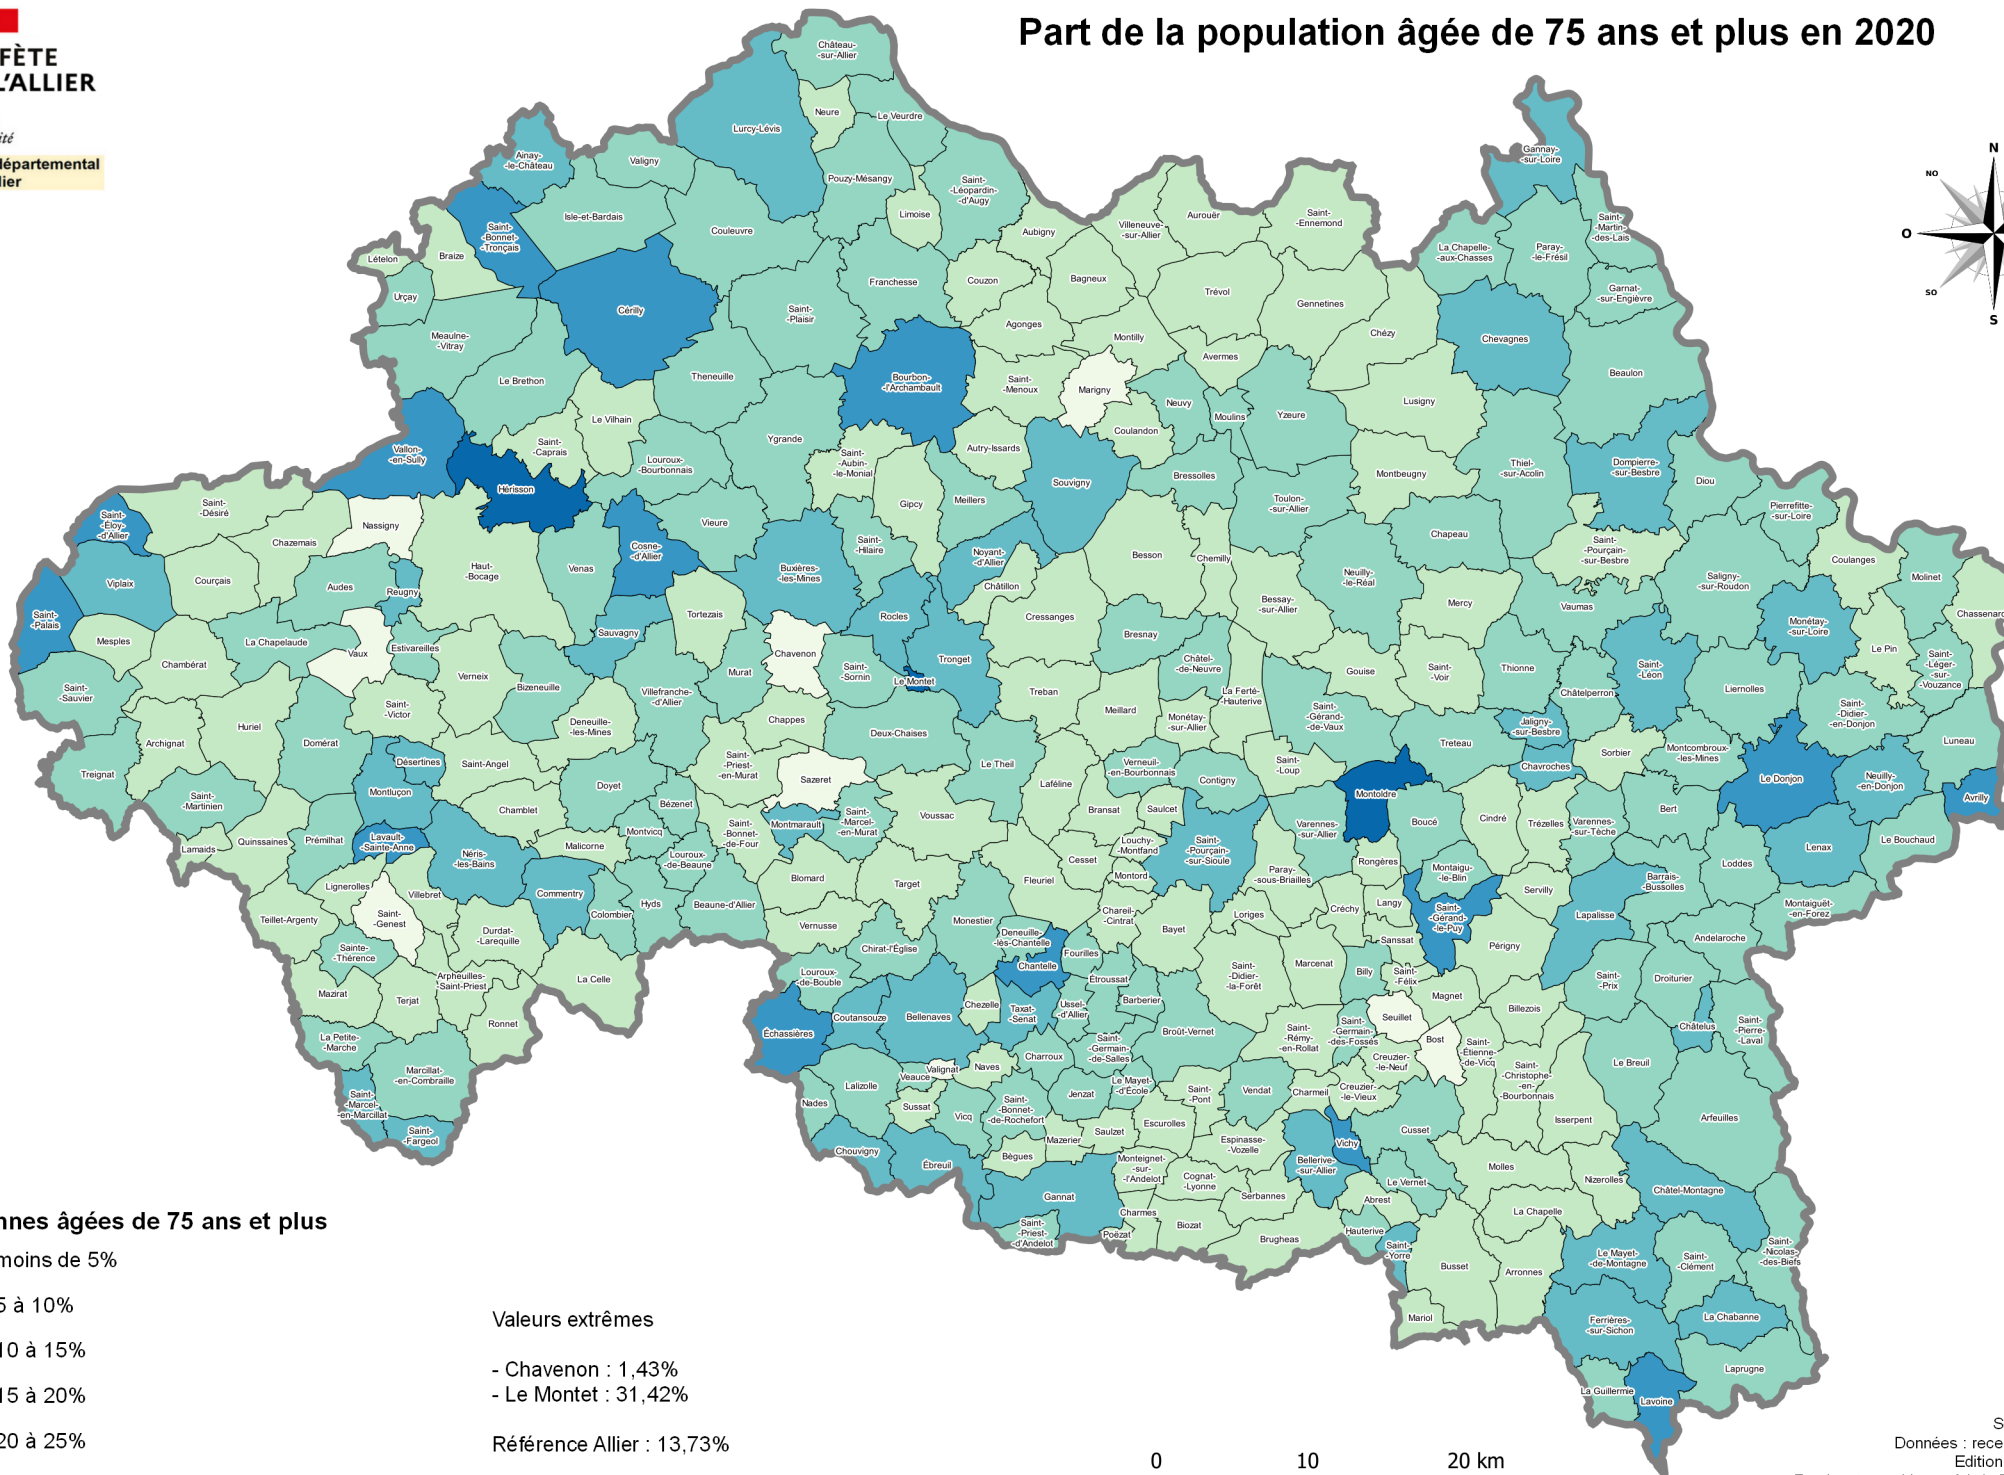 Part de la population âgée de 75 ans et plus en 2020
FÈTE
L'ALLIER
ité
départemental
lier
N
NO
O
SO
S
Château-
-sur-Allier
Neure
Le Veurdre
Lurcy-Lévis
Ainay-
-le-Château
Valigny
Pouzy-Mésangy
Saint-
-Léopardin-
-d'Augy
Limoise
Isle-et-Bardais
Couleuvre
Saint-
-Bonnet-
-Tronçais
Braize
Lételon
Urçay
Meaulne-
-Vitray
Cérilly
Saint-
-Plaisir
Franchesse
Couzon
Aubigny
Bagneux
Villeneuve-
-sur-Allier
Aurouër
Saint-
-Ennemond
Trévol
Gennetines
Chézy
Gannay-
-sur-Loire
La Chapelle-
-aux-Chasses
Paray-
-le-Frésil
Saint-
-Martin-
-des-Lais
Garnat-
-sur-Engièvre
Chevagnes
Beaulon
Agonges
Montilly
Avermes
Le Brethon
Theneuille
Bourbon-
-l'Archambault
Saint-
-Menoux
Marigny
Neuvy
Moulins
Yzeure
Lusigny
Le Vilhain
Saint-
-Caprais
Vallon-
-en-Sully
Hérisson
Louroux-
-Bourbonnais
Ygrande
Saint-
-Aubin-
-le-Monial
Autry-Issards
Coulandon
Souvigny
Bressolles
Toulon-
-sur-Allier
Montbeugny
Thiel-
-sur-Acolin
Dompierre-
-sur-Besbre
Diou
Pierrefitte-
-sur-Loire
Saint-
-Désiré
Saint-
-Éloy-
-d'Allier
Nassigny
Chazemais
Vieure
Gipcy
Meillers
Saint-
-Hilaire
Noyant-
-d'Allier
Cosne-
-d'Allier
Buxières-
-les-Mines
Besson
Chemilly
Chapeau
Neuilly-
-le-Réal
Saint-
-Pourçain-
-sur-Besbre
Saligny-
-sur-Roudon
Coulanges
Molinet
Viplaix
Courçais
Audes
Reugny
Haut-
-Bocage
Venas
Châtillon
Bessay-
-sur-Allier
Mercy
Vaumas
Monétay-
-sur-Loire
Saint-
-Palais
Mesples
Chambérat
La Chapelaude
Vaux
Estivareilles
Sauvagny
Tortezais
Chavenon
Rocles
Tronget
Cressanges
Bresnay
Châtel-
-de-Neuvre
Gouise
Saint-
-Voir
Thionne
Saint-
-Léon
Liernolles
Le Pin
Saint-
-Léger-
-sur-
-Vouzance
Saint-
-Sauvier
Verneix
Bizeneuille
Murat
Saint-
-Sornin
Le Montet
Châtelperron
Villefranche-
-d'Allier
Archignat
Huriel
Saint-
-Victor
Deneuille-
-les-Mines
Chappes
Deux-Chaises
Treban
Meillard
Monétay-
-sur-Allier
La Ferté-
-Hauterive
Saint-
-Gérand-
-de-Vaux
Treteau
Jaligny-
-sur-Besbre
Saint-
-Didier-
-en-Donjon
Luneau
Treignat
Domérat
Désertines
Saint-Angel
Saint-
-Priest-
-en-Murat
Sazeret
Le Theil
Laféline
Verneuil-
-en-Bourbonnais
Contigny
Saint-
-Loup
Montoldre
Chavroches
Sorbier
Montcombroux-
-les-Mines
Le Donjon
Neuilly-
-en-Donjon
Avrilly
Saint-
-Martinien
Montluçon
Chamblet
Doyet
Bézenet
Voussac
Saint-
-Marcel-
-en-Murat
Montmarault
Bransat
Saulcet
Varennes-
-sur-Allier
Boucé
Cindré
Trézelles
Varennes-
-sur-Tèche
Bert
Lamaids
Quinssaines
Prémilhat
Lavault-
-Sainte-Anne
Malicorne
Montvicq
Saint-
-Bonnet-
-de-Four
Louchy-
-Montfand
Saint-
-Pourçain-
-sur-Sioule
Néris-
-les-Bains
Louroux-
-de-Beaune
Blomard
Target
Fleuriel
Cesset
Montord
Paray-
-sous-Briailles
Rongères
Montaigu-
-le-Blin
Servilly
Barrais-
-Bussolles
Loddes
Lenax
Le Bouchaud
Lignerolles
Villebret
Commentry
Colombier
Hyds
Beaune-d'Allier
Teillet-Argenty
Saint-
-Genest
Vernusse
Monestier
Chareil-
-Cintrat
Bayet
Loriges
Créchy
Langy
Saint-
-Gérand-
-le-Puy
Lapalisse
Montaiguët-
-en-Forez
Andelaroche
Sainte-
-Thérence
Durdat-
-Larequille
Chirat-l'Église
Deneuille-
-lès-Chantelle
Fourilles
Sanssat
Périgny
Mazirat
Terjat
Arpheuilles-
-Saint-Priest
La Celle
Louroux-
-de-Bouble
Chantelle
Étroussat
Saint-
-Didier-
-la-Forêt
Marcenat
Billy
Saint-
-Félix
Magnet
Saint-
-Prix
Droiturier
Ronnet
Échassières
Coutansouze
Bellenaves
Chezelle
Taxat-
-Senat
Ussel-
-d'Allier
Barberier
Seuillet
Billezois
La Petite-
-Marche
Broût-Vernet
Saint-
-Rémy-
-en-Rollat
Saint-
-Germain-
-des-Fossés
Bost
Châtelus
Saint-
-Pierre-
-Laval
Marcillat-
-en-Combraille
Lalizolle
Veauce
Valignat
Naves
Charroux
Saint-
-Germain-
-de-Salles
Creuzier-
-le-Neuf
Saint-
-Étienne-
-de-Vicq
Saint-
-Christophe-
-en-
-Bourbonnais
Le Breuil
Saint-
-Marcel-
-en-Marcillat
Saint-
-Fargeol
Nades
Sussat
Vicq
Saint-
-Bonnet-
-de-Rochefort
Jenzat
Le Mayet-
-d'École
Saint-
-Pont
Vendat
Charmeil
Creuzier-
-le-Vieux
Isserpent
Arfeuilles
Chouvigny
Ébreuil
Bègues
Mazerier
Saulzet
Escurolles
Espinasse-
-Vozelle
Bellerive-
-sur-Allier
Vichy
Cusset
Molles
Nizerolles
Gannat
Monteignet-
-sur-
-l'Andelot
Cognat-
-Lyonne
Serbannes
Abrest
Le Vernet
La Chapelle
Châtel-Montagne
Saint-
-Priest-
-d'Andelot
Charmes
Poëzat
Biozat
Brugheas
Hauterive
Saint-
-Yorre
Busset
Arronnes
Le Mayet-
-de-Montagne
Saint-
-Clément
Saint-
-Nicolas-
-des-Biefs
Mariol
Ferrières-
-sur-Sichon
La Chabanne
La Guillermie
Lavoine
Laprugne
nnes âgées de 75 ans et plus
moins de 5%
5 à 10%
10 à 15%
15 à 20%
20 à 25%
Valeurs extrêmes
- Chavenon : 1,43%
- Le Montet : 31,42%
Référence Allier : 13,73%
0 10 20 km
S
Données : rece
Edition